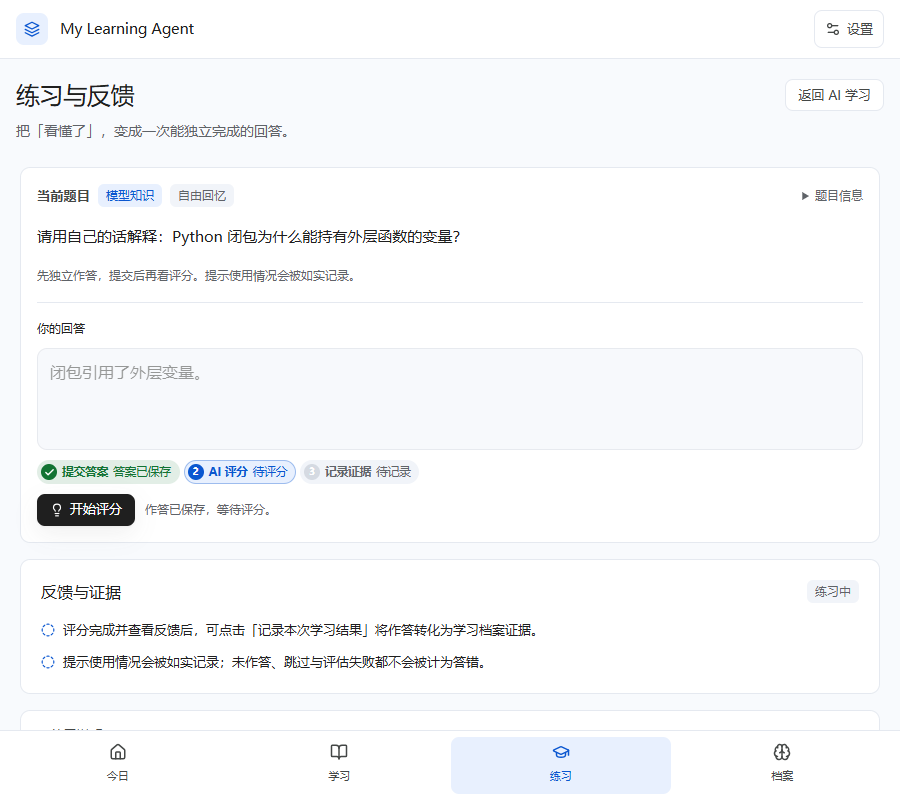 My Learning Agent
设置
练习与反馈
返回 AI 学习
把「看懂了」，变成一次能独立完成的回答。
当前题目 模型知识 自由回忆
题目信息
请用自己的话解释：Python 闭包为什么能持有外层函数的变量？
先独立作答，提交后再看评分。提示使用情况会被如实记录。
你的回答
闭包引用了外层变量。
提交答案 答案已保存 2 AI 评分 待评分 3 记录证据 待记录
开始评分 作答已保存，等待评分。
反馈与证据
练习中
评分完成并查看反馈后，可点击「记录本次学习结果」将作答转化为学习档案证据。
提示使用情况会被如实记录；未作答、跳过与评估失败都不会被计为答错。
今日
学习
练习
档案